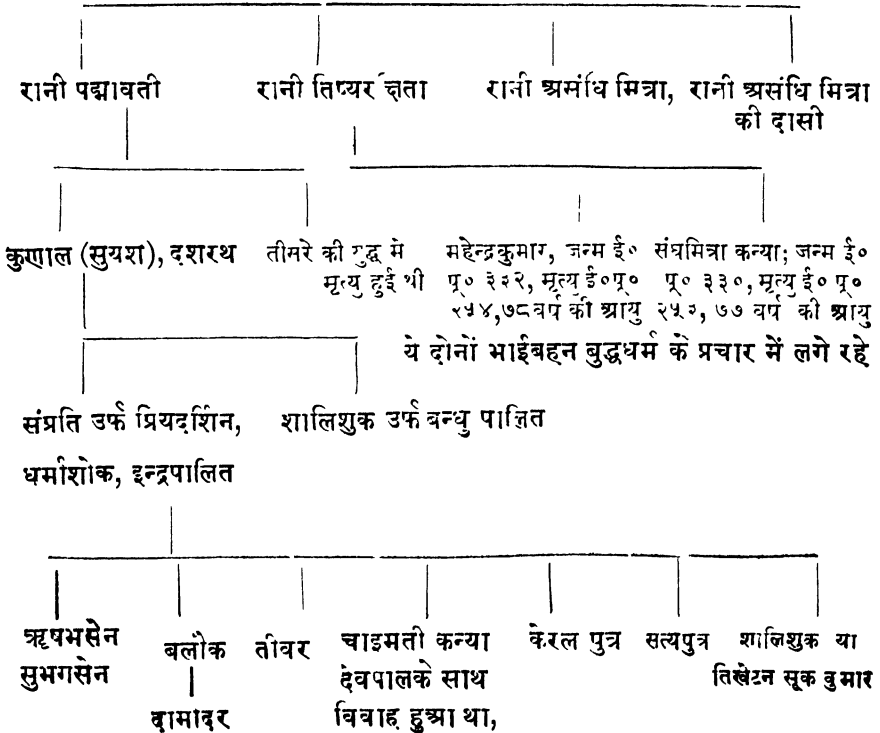 रानी पद्मावती रानी तिष्यरक्षता रानी असंधि मित्रा, रानी असंधि मित्रा
की दासी
कुणाल (सुयश), दशरथ तीसरे की युद्ध में महेन्द्रकुमार, जन्म ई० संघमित्रा कन्या; जन्म ई०
मृत्यु हुई थी पू० ३३२, मृत्यु ई०पू० पू० ३३०, मृत्यु ई० पू०
२५४,७८ वर्ष की आयु २५३, ७७ वर्ष की आयु
ये दोनों भाईबहन बुद्धधर्म के प्रचार में लगे रहे
संप्रति उर्फ प्रियदर्शिन, शालिशुक उर्फ बन्धु पालित
धर्माशोक, इन्द्रपालित
ऋषभसेन बलौक तीवर चाइमती कन्या केरल पुत्र सत्यपुत्र शालिशुक या
सुभगसेन देवपालके साथ तिखेटन सूक कुमार
दामोदर विवाह हुआ था,